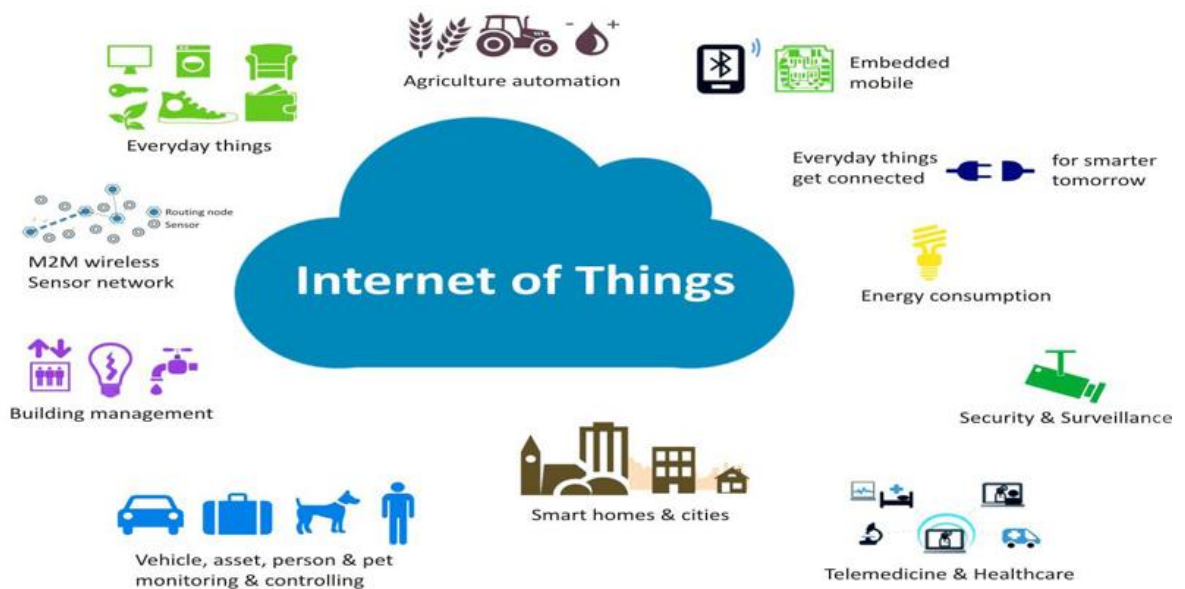 Agriculture automation
Embedded
mobile
Everyday things
Everyday things
get connected
for smarter
tomorrow
Routing node
Sensor
M2M wireless
Sensor network
Internet of Things
Energy consumption
Building management
Security & Surveillance
Smart homes & cities
Vehicle, asset, person & pet
monitoring & controlling
Telemedicine & Healthcare